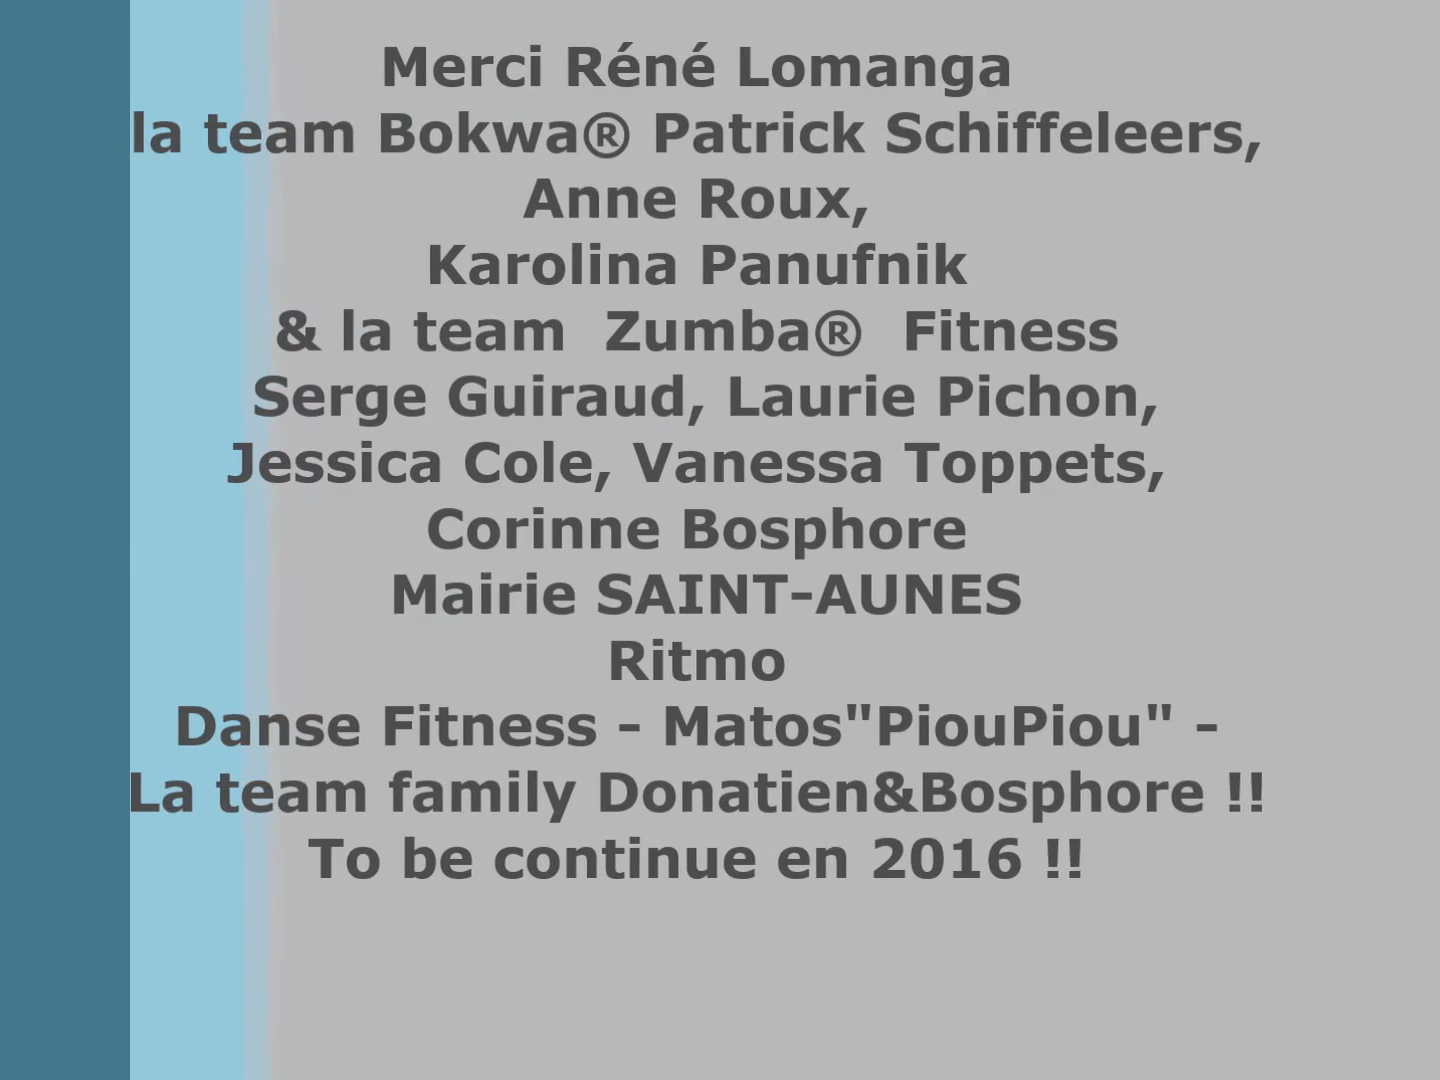 Merci Réné Lomanga
la team Bokwa® Patrick Schiffeleers,
Anne Roux,
Karolina Panufnik
& la team  Zumba®  Fitness
Serge Guiraud, Laurie Pichon,
Jessica Cole, Vanessa Toppets,
Corinne Bosphore
Mairie SAINT-AUNES
Ritmo
Danse Fitness - Matos"PiouPiou" -
La team family Donatien&Bosphore !!
To be continue en 2016 !!